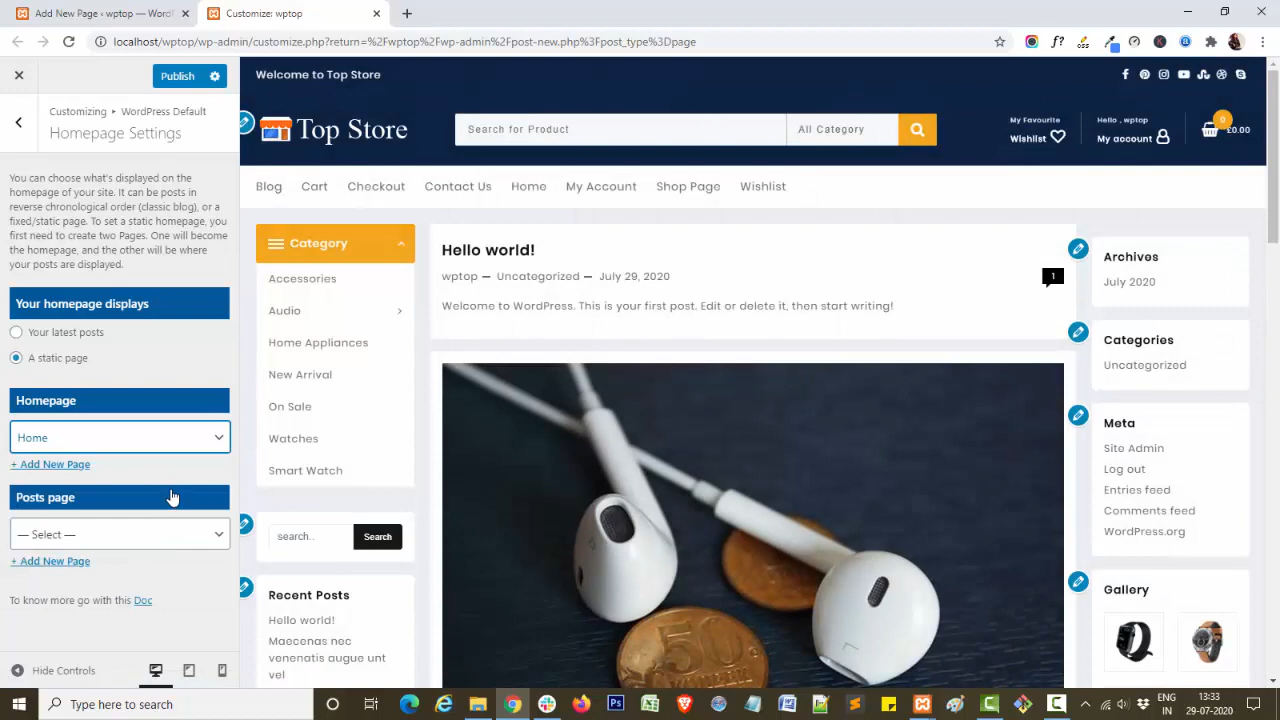 Add New Page ‹ wptop — WordP
Customize: wptop
localhost/wptop/wp-admin/customize.php?return=%2Fwptop%2Fwp-admin%2Fpost-new.php%3Fpost_type%3Dpage
Publish
Customizing ▸ WordPress Default
Homepage Settings
You can choose what's displayed on the
homepage of your site. It can be posts in
reverse chronological order (classic blog), or a
fixed/static page. To set a static homepage, you
first need to create two Pages. One will become
the homepage, and the other will be where
your posts are displayed.
Your homepage displays
Your latest posts
A static page
Homepage
Home
+ Add New Page
Posts page
— Select —
+ Add New Page
To know more go with this Doc
Hide Controls
Welcome to Top Store
Top Store
Search for Product
All Category
My Favourite
Wishlist
Hello , wptop
My account
0
£0.00
Blog Cart Checkout Contact Us Home My Account Shop Page Wishlist
Category
Accessories
Audio
Home Appliances
New Arrival
On Sale
Watches
Smart Watch
search..
Search
Recent Posts
Hello world!
Maecenas nec
venenatis augue unt
vel
Hello world!
wptop — Uncategorized — July 29, 2020
1
Welcome to WordPress. This is your first post. Edit or delete it, then start writing!
50
Archives
July 2020
Categories
Uncategorized
Meta
Site Admin
Log out
Entries feed
Comments feed
WordPress.org
Gallery
Type here to search
ENG
IN
13:33
29-07-2020